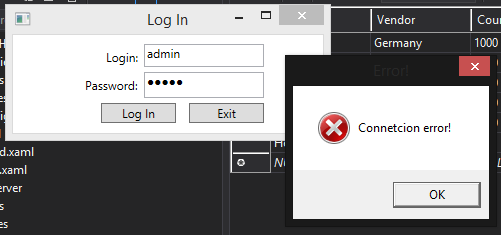 Log In
Vendor
Cou
Login:
admin
Germany
1000
Error!
Password:
●●●●●
Log In
Exit
Connetcion error!
d.xaml
.xaml
erver
s
es
OK